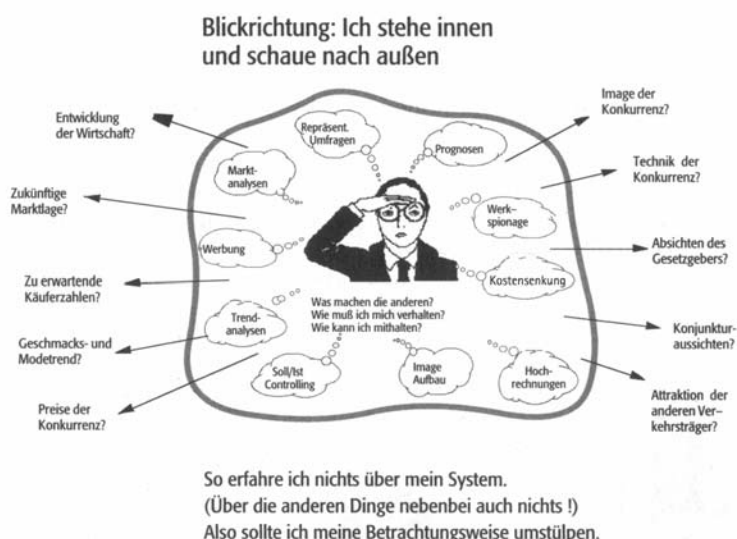 Blickrichtung: Ich stehe innen
und schaue nach außen
Entwicklung
der Wirtschaft?
Zukünftige
Marktlage?
Zu erwartende
Käuferzahlen?
Geschmacks- und
Modetrend?
Preise der
Konkurrenz?
Repräsent.
Umfragen
Prognosen
Markt-
analysen
Werk-
spionage
Werbung
Kostensenkung
Trend-
analysen
Was machen die anderen?
Wie muß ich mich verhalten?
Wie kann ich mithalten?
Soll/Ist
Controlling
Image
Aufbau
Hoch-
rechnungen
Image der
Konkurrenz?
Technik der
Konkurrenz?
Absichten des
Gesetzgebers?
Konjunktur-
aussichten?
Attraktion der
anderen Ver-
kehrsträger?
So erfahre ich nichts über mein System.
(Über die anderen Dinge nebenbei auch nichts !)
Also sollte ich meine Betrachtungsweise umstülpen.